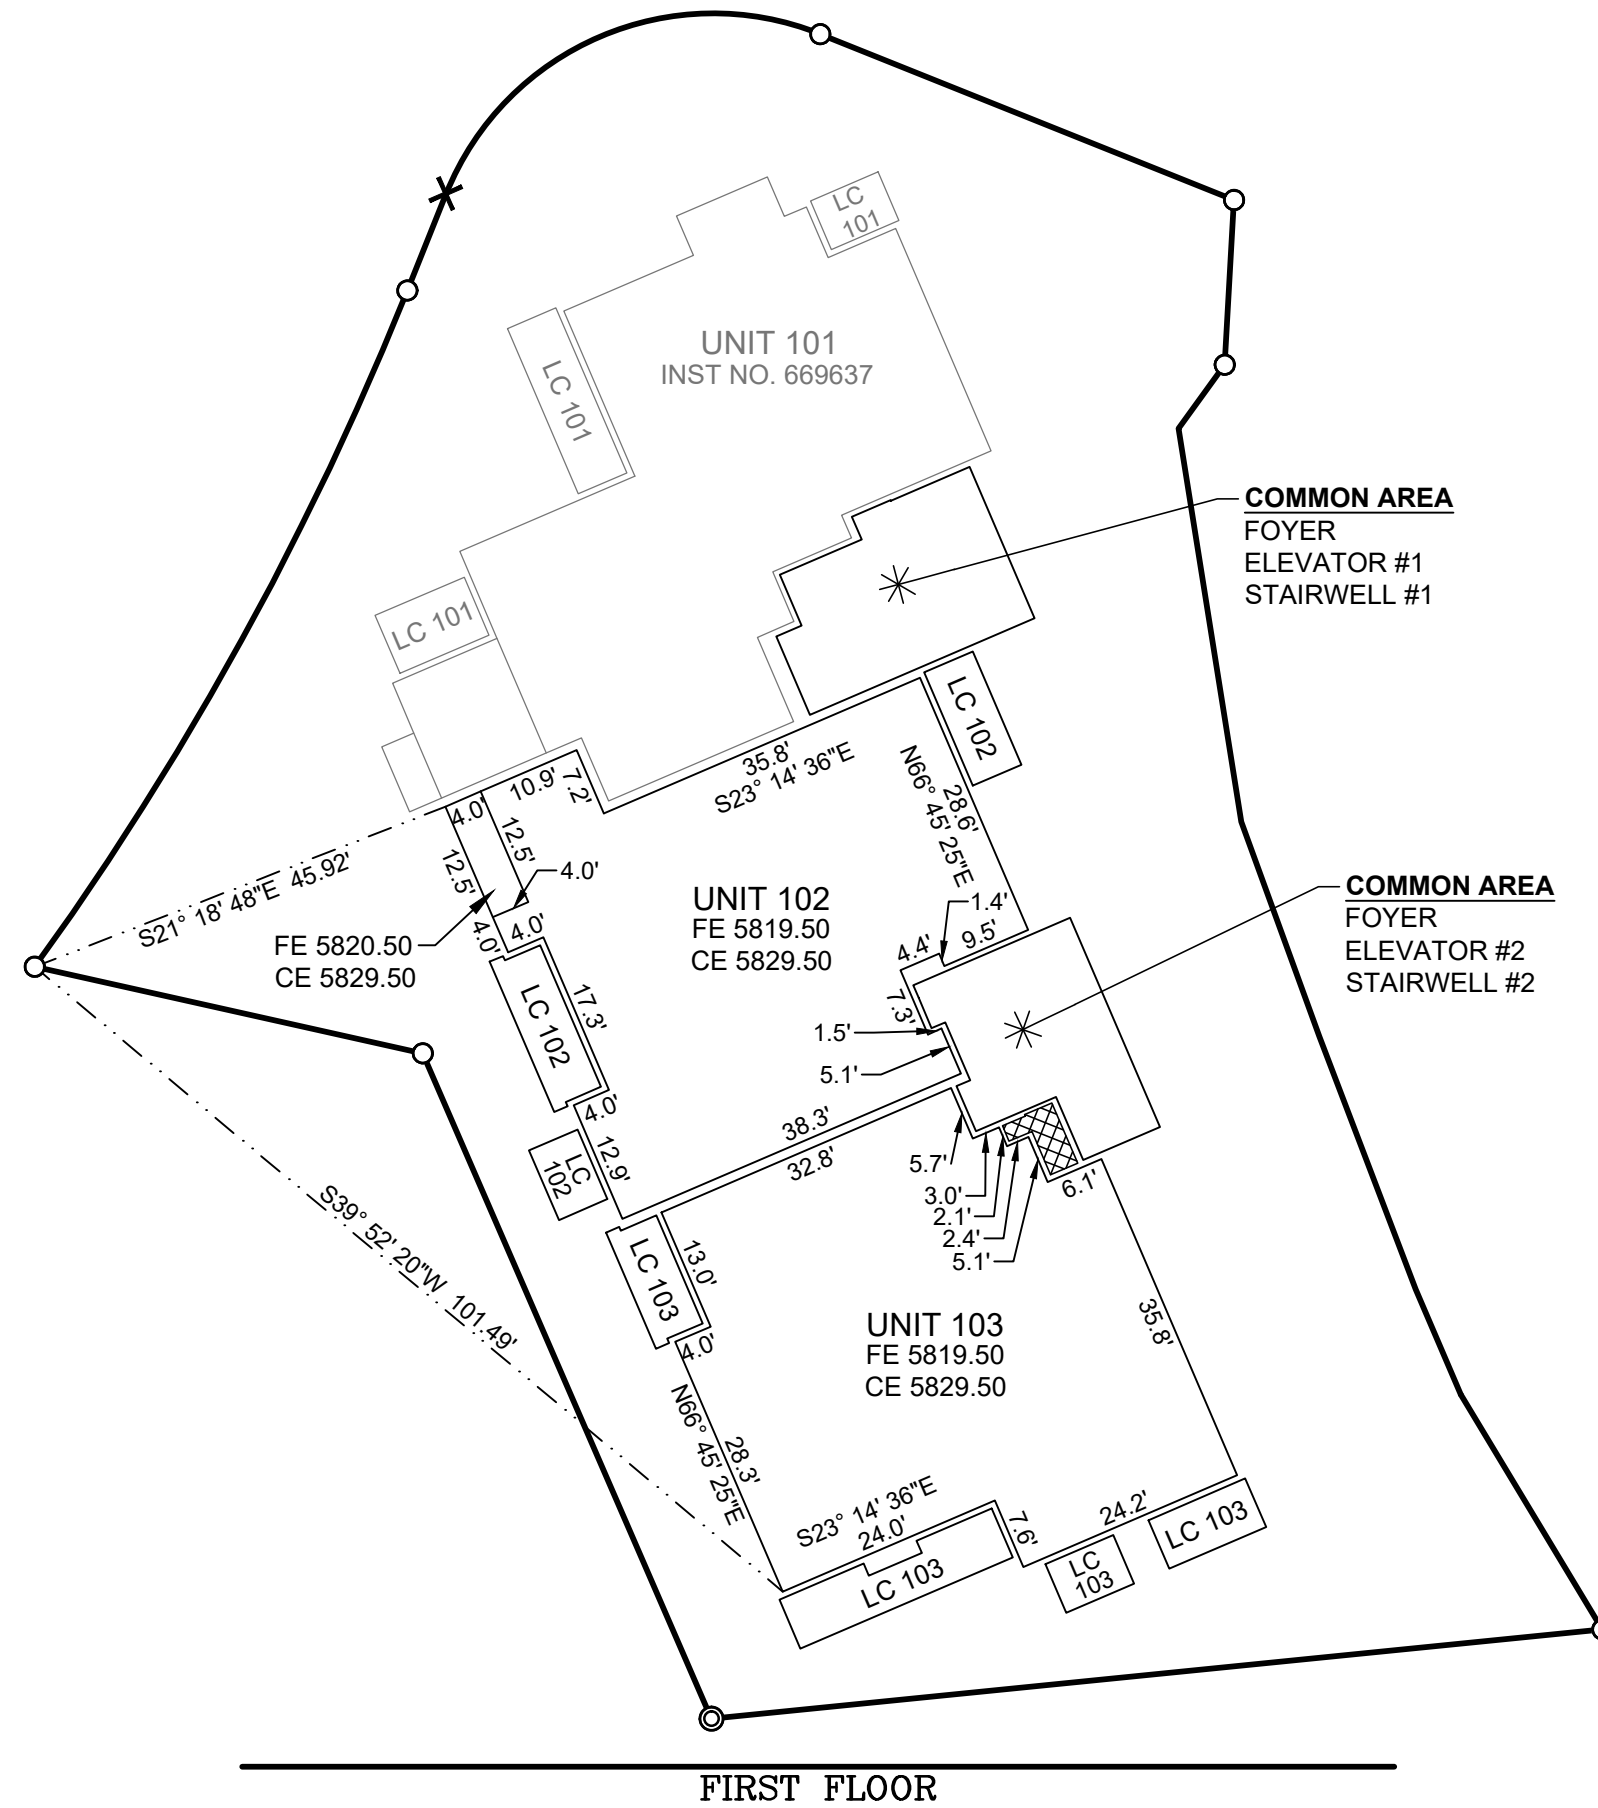 LC
101
UNIT 101
INST NO. 669637
LC 101
COMMON AREA
FOYER
ELEVATOR #1
STAIRWELL #1
LC 101
LC 102
35.8'
S23° 14' 36"E
N66° 45' 25"E
28.6'
10.9'
7.2'
4.0'
12.5'
12.5'
4.0'
S21° 18' 48"E 45.92'
UNIT 102
FE 5819.50
CE 5829.50
COMMON AREA
FOYER
ELEVATOR #2
STAIRWELL #2
1.4'
9.5'
4.4'
4.0'
4.0'
FE 5820.50
CE 5829.50
7.3'
1.5'
5.1'
LC 102
17.3'
4.0'
38.3'
32.8'
12.9'
LC
102
5.7'
3.0'
2.1'
2.4'
5.1'
6.1'
S39° 52' 20"W 101.49'
LC 103
13.0'
4.0'
UNIT 103
FE 5819.50
CE 5829.50
35.8'
N66° 45' 25"E
28.3'
S23° 14' 36"E
24.0'
7.6'
24.2'
LC 103
LC
103
LC 103
FIRST FLOOR